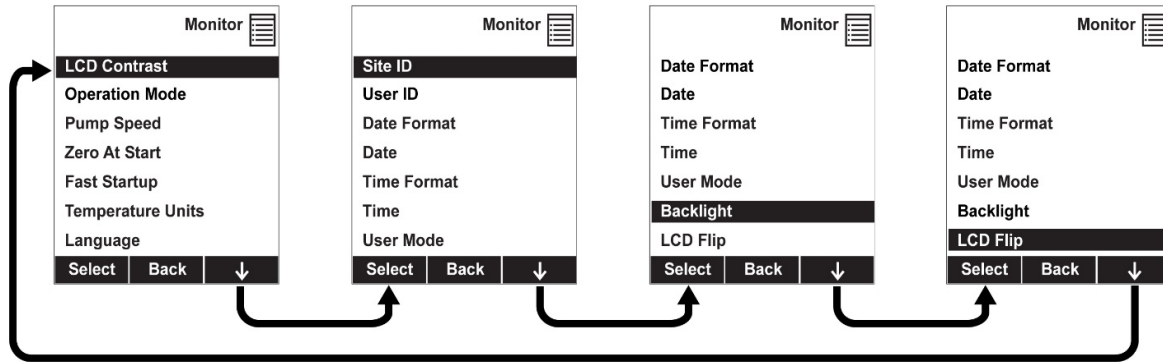 Monitor
LCD Contrast
Operation Mode
Pump Speed
Zero At Start
Fast Startup
Temperature Units
Language
Select Back ↓
Monitor
Site ID
User ID
Date Format
Date
Time Format
Time
User Mode
Select Back ↓
Monitor
Date Format
Date
Time Format
Time
User Mode
Backlight
LCD Flip
Select Back ↓
Monitor
Date Format
Date
Time Format
Time
User Mode
Backlight
LCD Flip
Select Back ↓